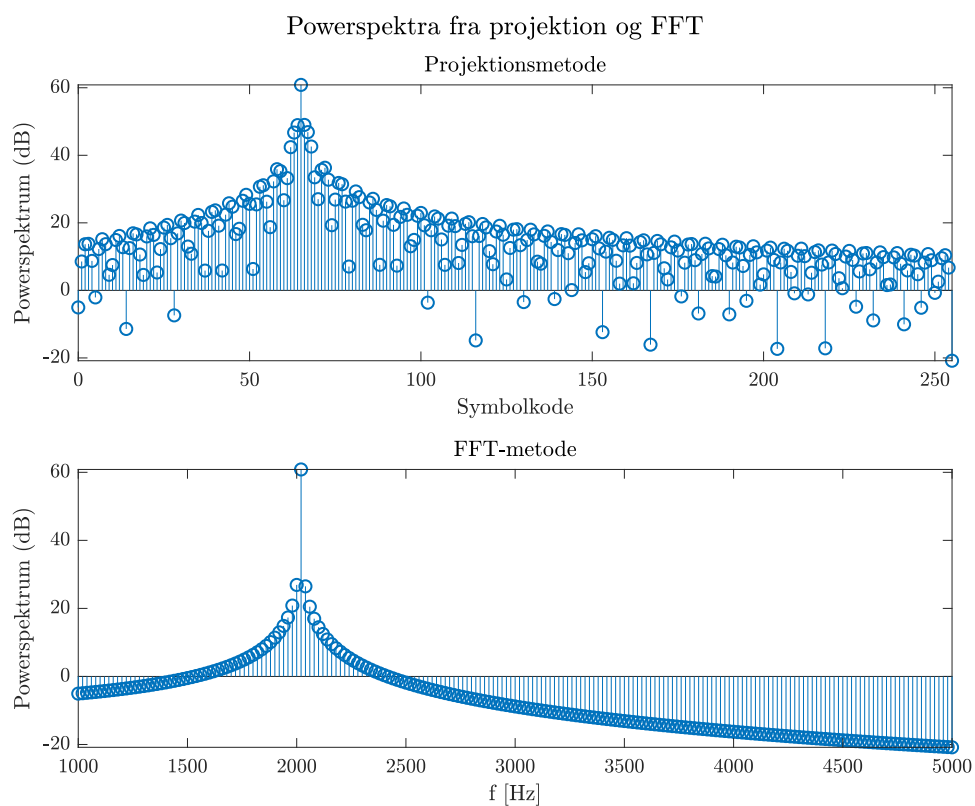 Powerspektra fra projektion og FFT
Projektionsmetode
Powerspektrum (dB)
60
40
20
0
-20
0 50 100 150 200 250
Symbolkode
FFT-metode
Powerspektrum (dB)
60
40
20
0
-20
1000 1500 2000 2500 3000 3500 4000 4500 5000
f [Hz]